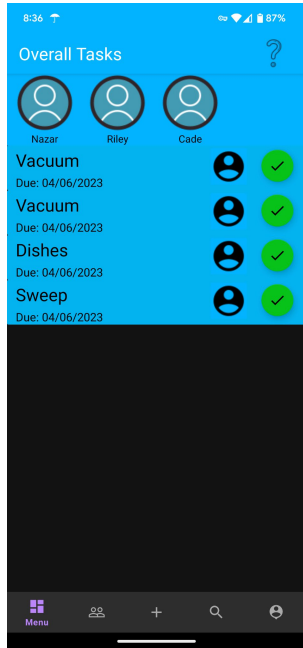 8:36 87%
Overall Tasks ?
Nazar Riley Cade
Vacuum
Due: 04/06/2023
Vacuum
Due: 04/06/2023
Dishes
Due: 04/06/2023
Sweep
Due: 04/06/2023
Menu